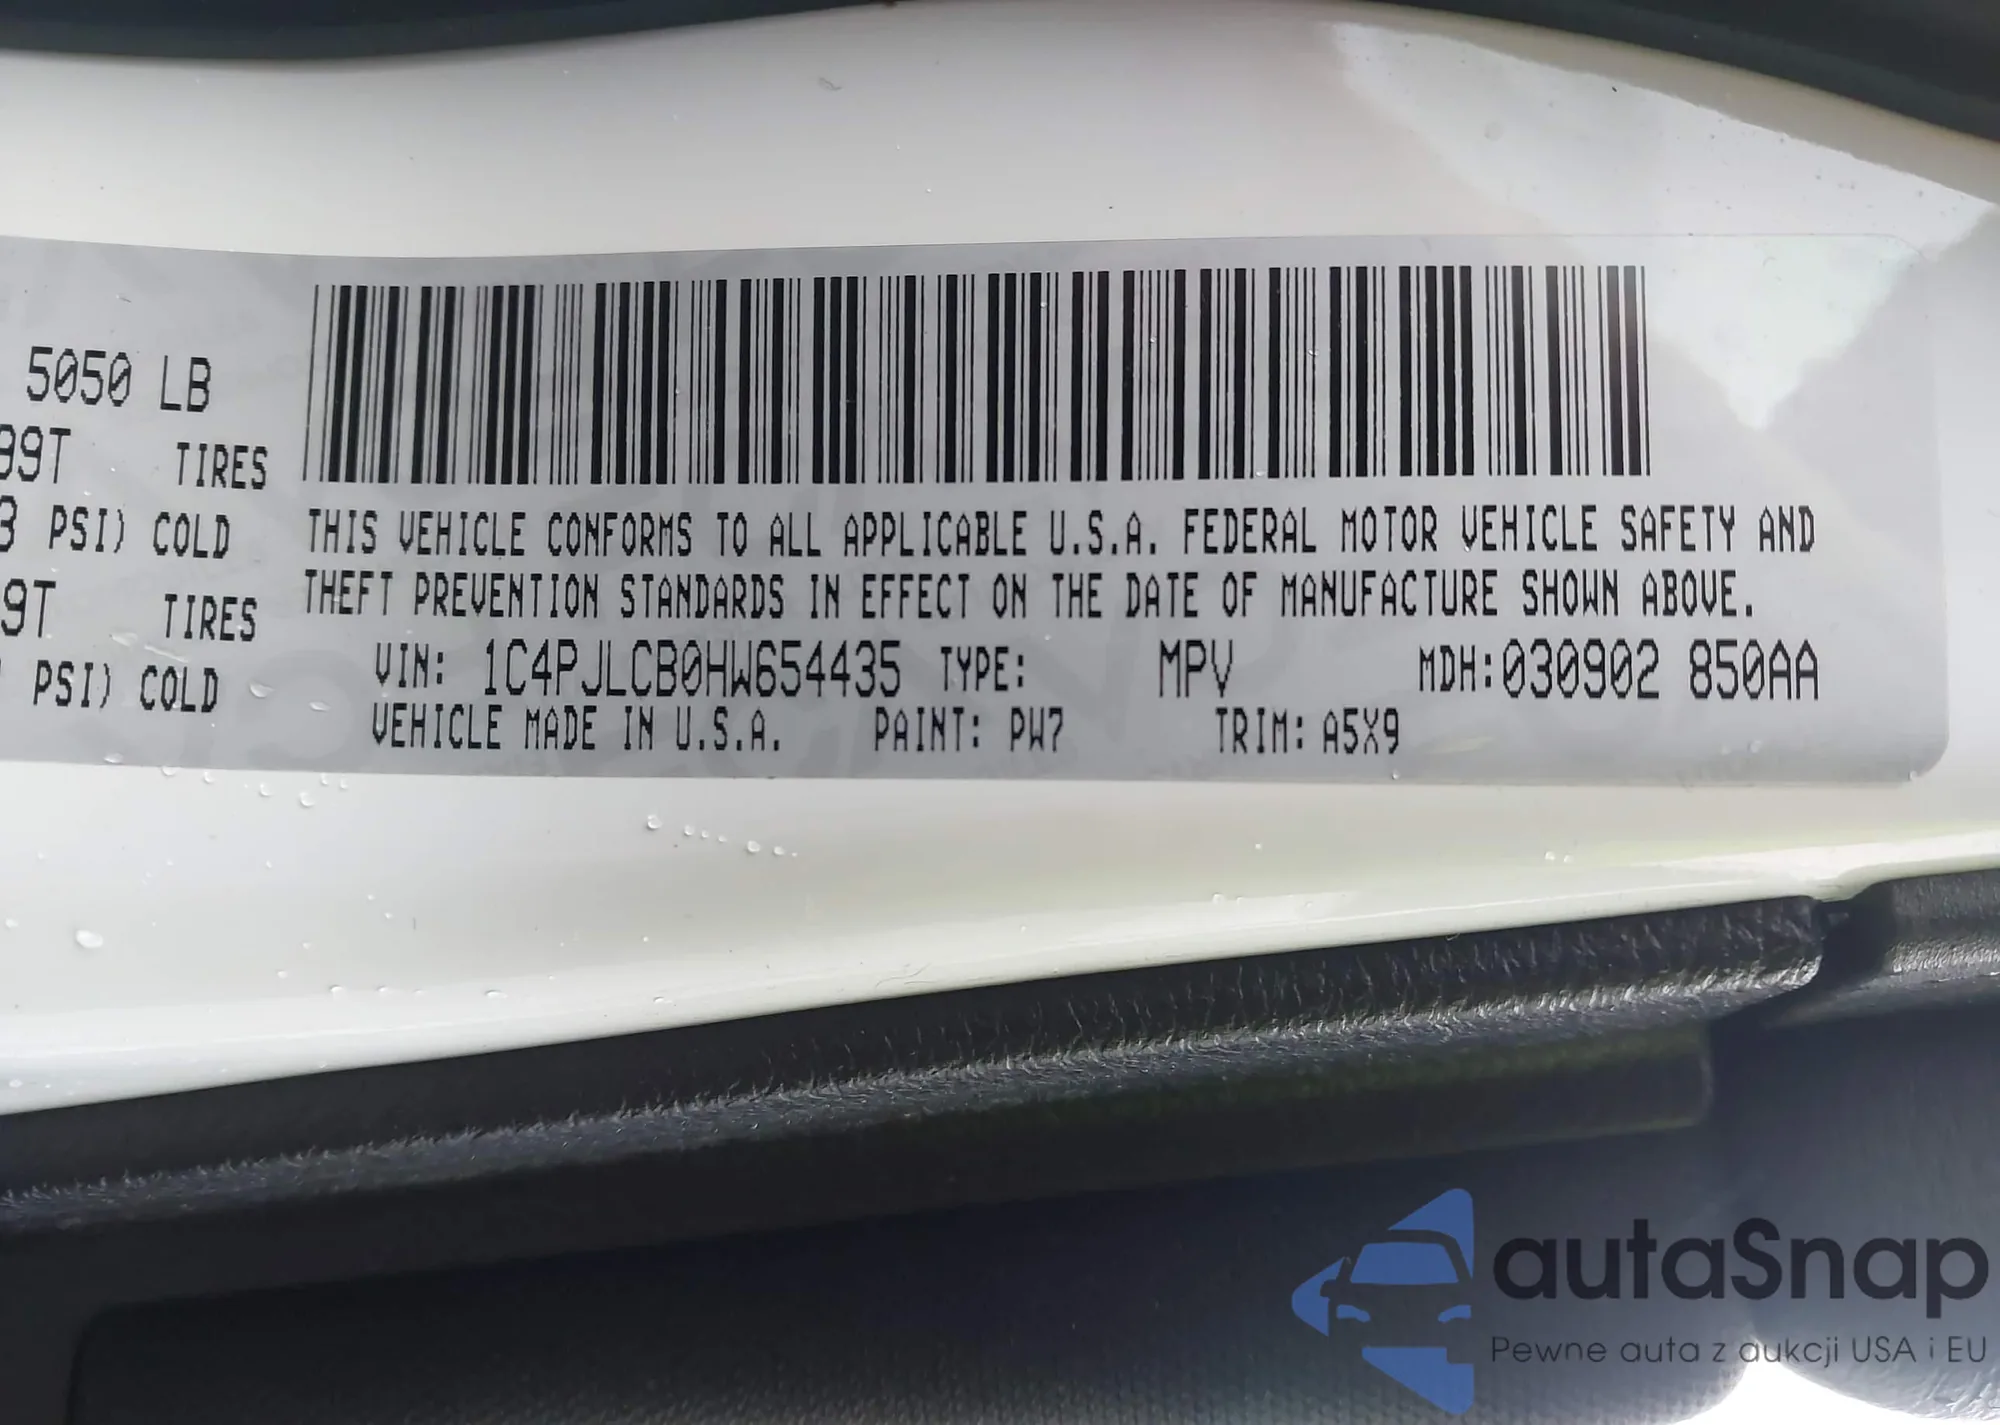 5050 LB
99T TIRES
3 PSI) COLD
9T TIRES
PSI) COLD
THIS VEHICLE CONFORMS TO ALL APPLICABLE U.S.A. FEDERAL MOTOR VEHICLE SAFETY AND
THEFT PREVENTION STANDARDS IN EFFECT ON THE DATE OF MANUFACTURE SHOWN ABOVE.
VIN: 1C4PJLCB0HW654435 TYPE: MPV MDH:030902 850AA
VEHICLE MADE IN U.S.A. PAINT: PW7 TRIM: A5X9
autaSnap
Pewne auta z aukcji USA i EU